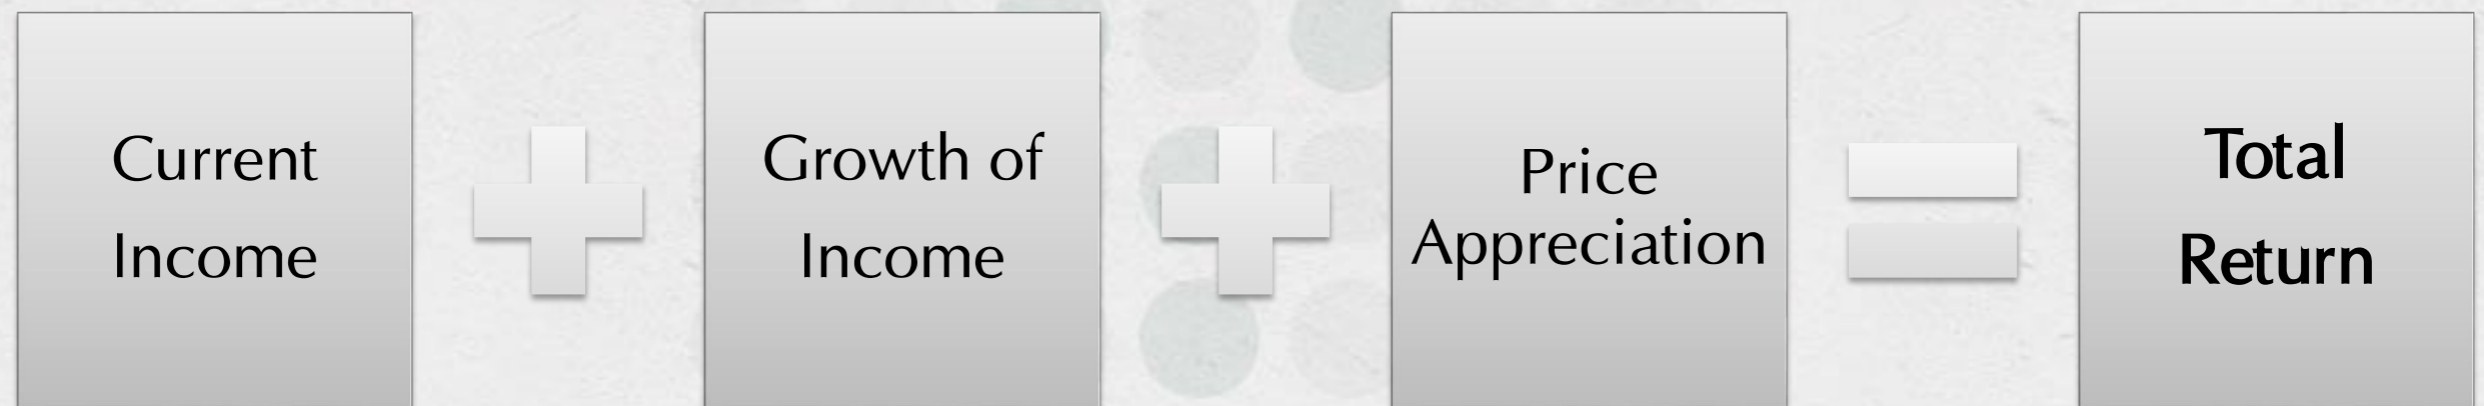 Current
Income
Growth of
Income
Price
Appreciation
Total
Return